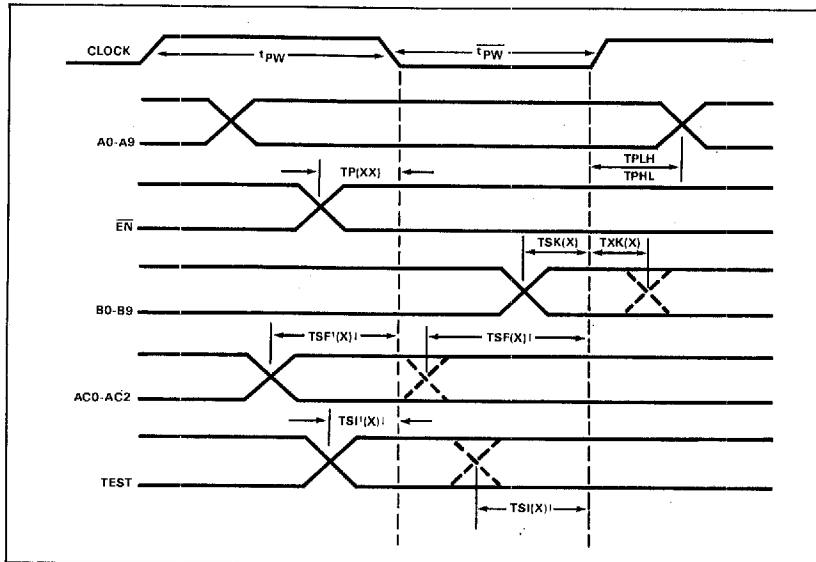 CLOCK
tPW
tPW
A0-A9
TP(XX)
TPLH
TPHL
EN
TSK(X)
TXK(X)
B0-B9
TSF¹(X)|
TSF(X)|
AC0-AC2
TSI¹(X)|
TEST
TSI(X)|